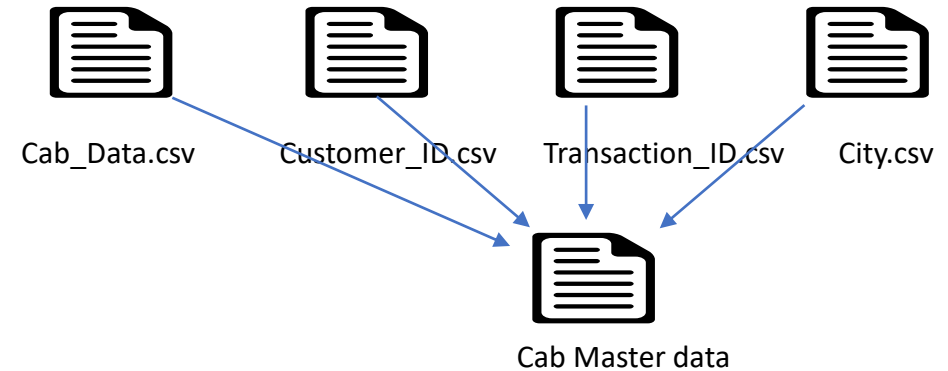 Cab_Data.csv
Customer_ID.csv
Transaction_ID.csv
City.csv
Cab Master data